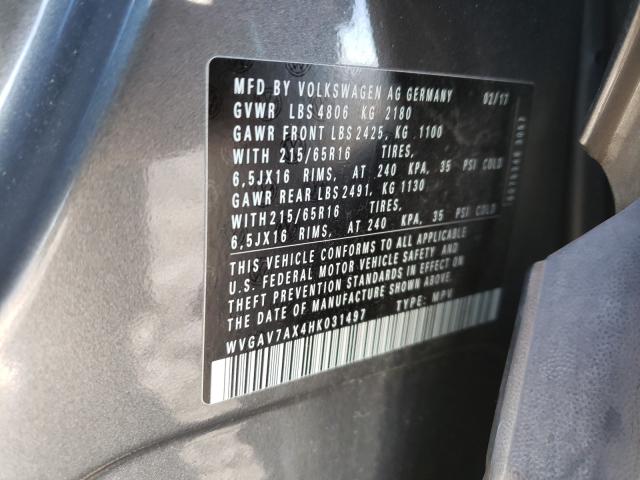 MFD BY VOLKSWAGEN AG GERMANY 02/17
GVWR LBS 4806 KG 2180
GAWR FRONT LBS 2425, KG 1100
WITH 215/65R16 TIRES,
6,5JX16 RIMS, AT 240 KPA, 35 PSI COLD
GAWR REAR LBS 2491, KG 1130
WITH215/65R16 TIRES,
6,5JX16 RIMS, AT 240 KPA, 35 PSI COLD
THIS VEHICLE CONFORMS TO ALL APPLICABLE
U.S. FEDERAL MOTOR VEHICLE SAFETY AND
THEFT PREVENTION STANDARDS IN EFFECT ON
THE DATE OF MANUFACTURE SHOWN ABOVE
WVGAV7AX4HK031497 TYPE: MPV